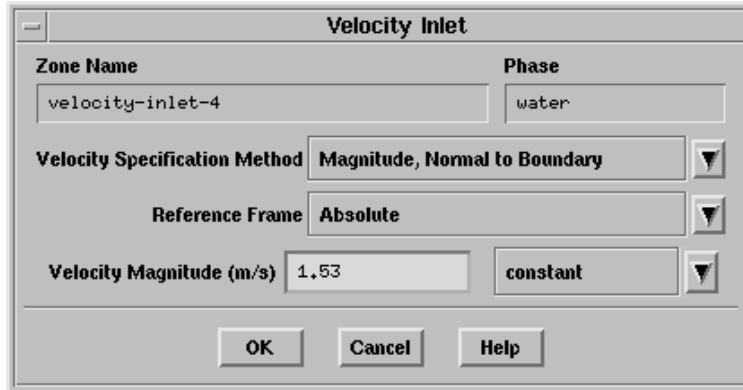 Velocity Inlet
Zone Name Phase
velocity-inlet-4 water
Velocity Specification Method Magnitude, Normal to Boundary
Reference Frame Absolute
Velocity Magnitude (m/s) 1.53 constant
OK Cancel Help